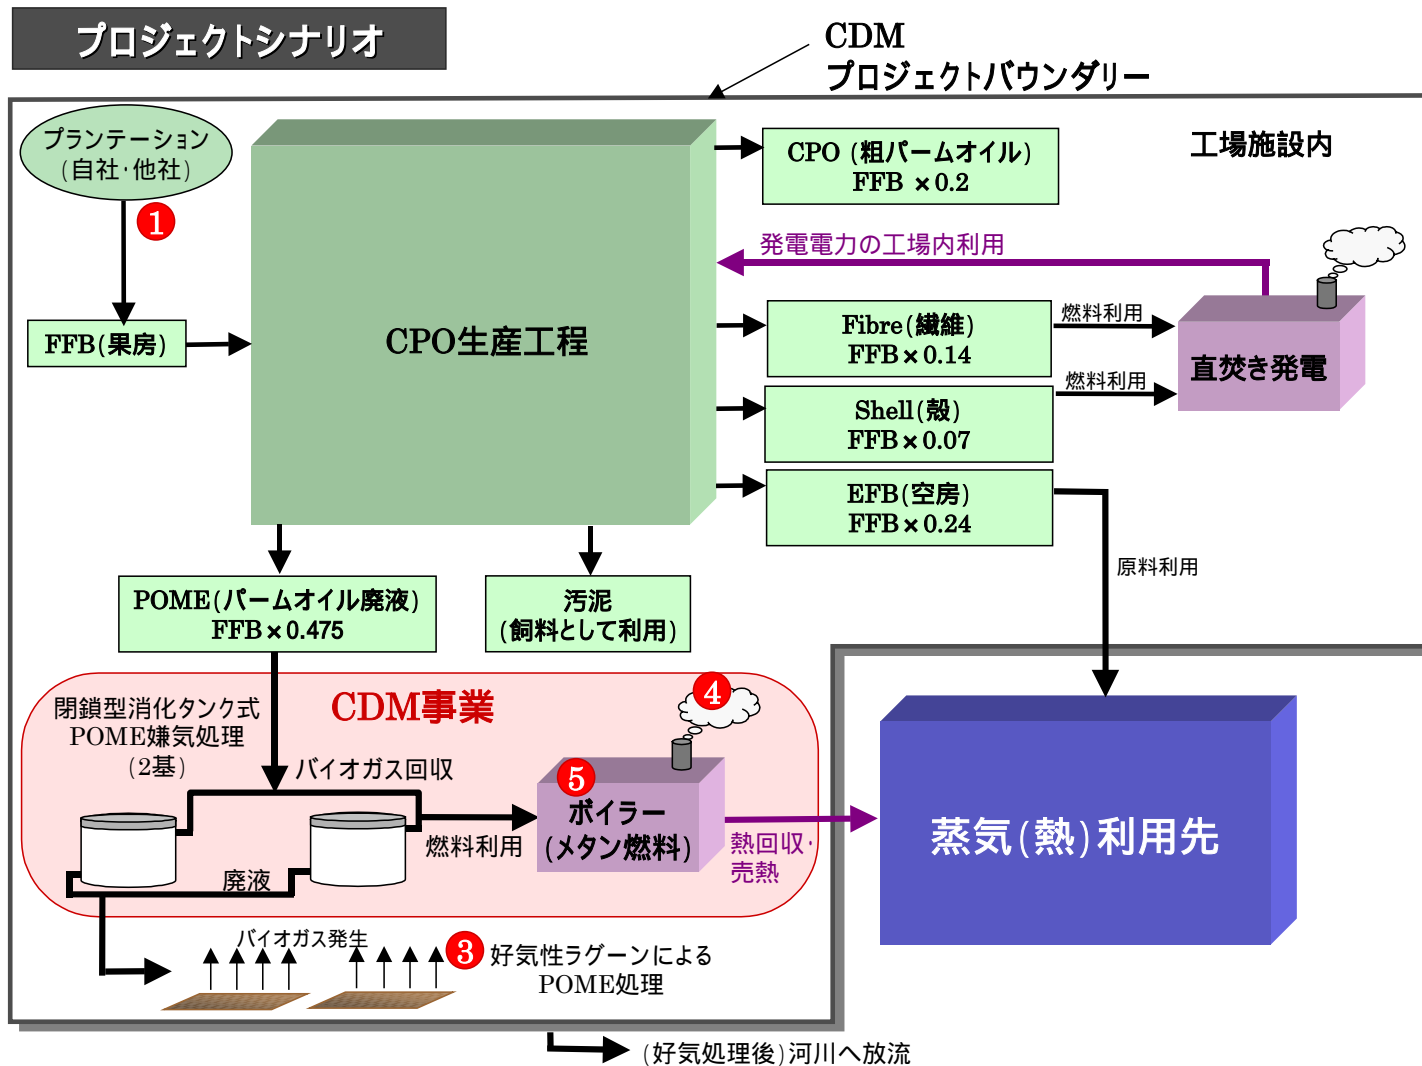 プロジェクトシナリオ
CDM
プロジェクトバウンダリー
プランテーション
(自社・他社)
1
FFB(果房)
CPO生産工程
CPO (粗パームオイル)
FFB ×0.2
工場施設内
発電電力の工場内利用
Fibre(繊維)
FFB×0.14
燃料利用
Shell(殻)
FFB×0.07
燃料利用
直焚き発電
EFB(空房)
FFB×0.24
原料利用
POME(パームオイル廃液)
FFB×0.475
汚泥
(飼料として利用)
CDM事業
閉鎖型消化タンク式
POME嫌気処理
(2基)
バイオガス回収
4
5
ボイラー
(メタン燃料)
燃料利用
廃液
熱回収・
売熱
蒸気(熱)利用先
バイオガス発生
3
好気性ラグーンによる
POME処理
(好気処理後)河川へ放流